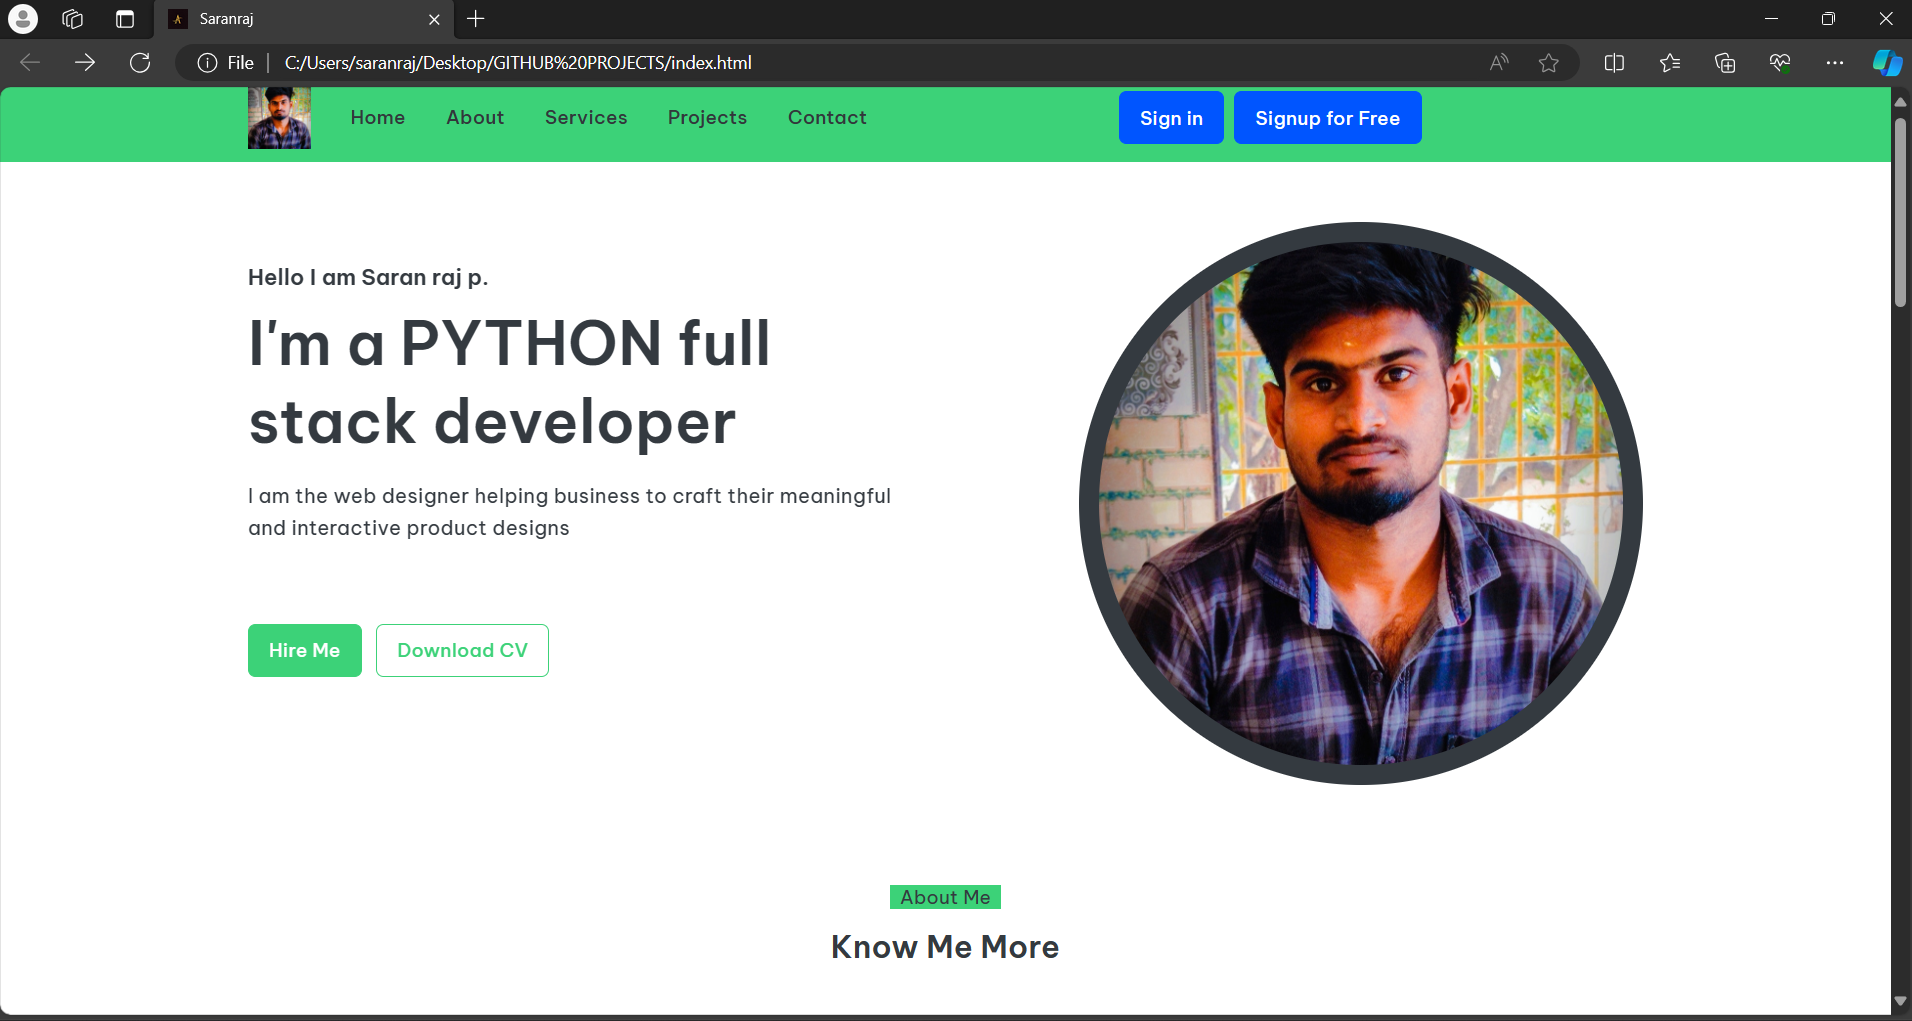 Saranraj
File
C:/Users/saranraj/Desktop/GITHUB%20PROJECTS/index.html
Home
About
Services
Projects
Contact
Sign in
Signup for Free
Hello I am Saran raj p.
I'm a PYTHON full
stack developer
I am the web designer helping business to craft their meaningful
and interactive product designs
Hire Me
Download CV
About Me
Know Me More